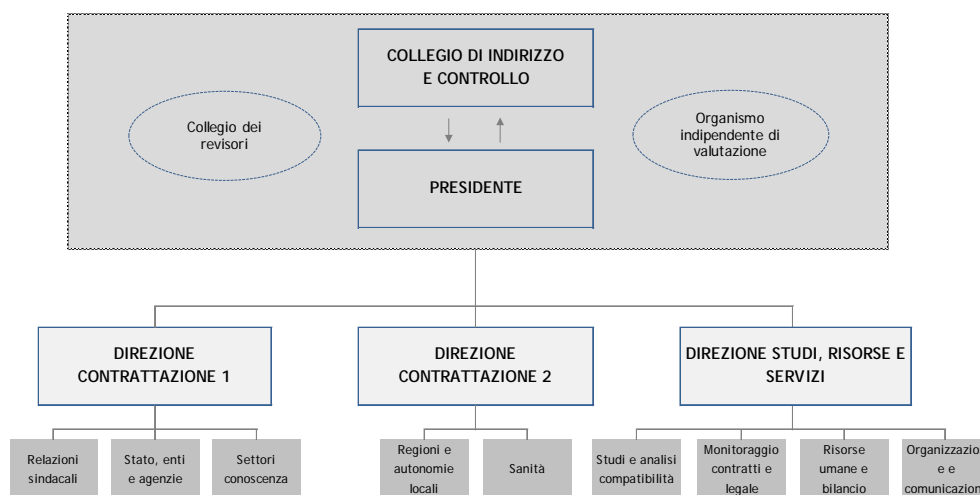 COLLEGIO DI INDIRIZZO
E CONTROLLO
Collegio dei
revisori
Organismo
indipendente di
valutazione
PRESIDENTE
DIREZIONE
CONTRATTAZIONE 1
DIREZIONE
CONTRATTAZIONE 2
DIREZIONE STUDI, RISORSE E
SERVIZI
Relazioni
sindacali
Stato, enti
e agenzie
Settori
conoscenza
Regioni e
autonomie
locali
Sanità
Studi e analisi
compatibilità
Monitoraggio
contratti e
legale
Risorse
umane e
bilancio
Organizzazio
e e
comunicazion